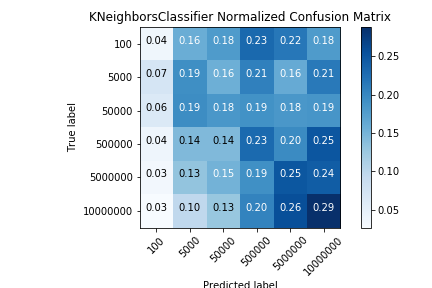 KNeighborsClassifier Normalized Confusion Matrix
100 0.04 0.16 0.18 0.23 0.22 0.18
5000 0.07 0.19 0.16 0.21 0.16 0.21
50000 0.06 0.19 0.18 0.19 0.18 0.19
500000 0.04 0.14 0.14 0.23 0.20 0.25
5000000 0.03 0.13 0.15 0.19 0.25 0.24
10000000 0.03 0.10 0.13 0.20 0.26 0.29
True label
100 5000 50000 500000 5000000 10000000
Predicted label
0.25
0.20
0.15
0.10
0.05